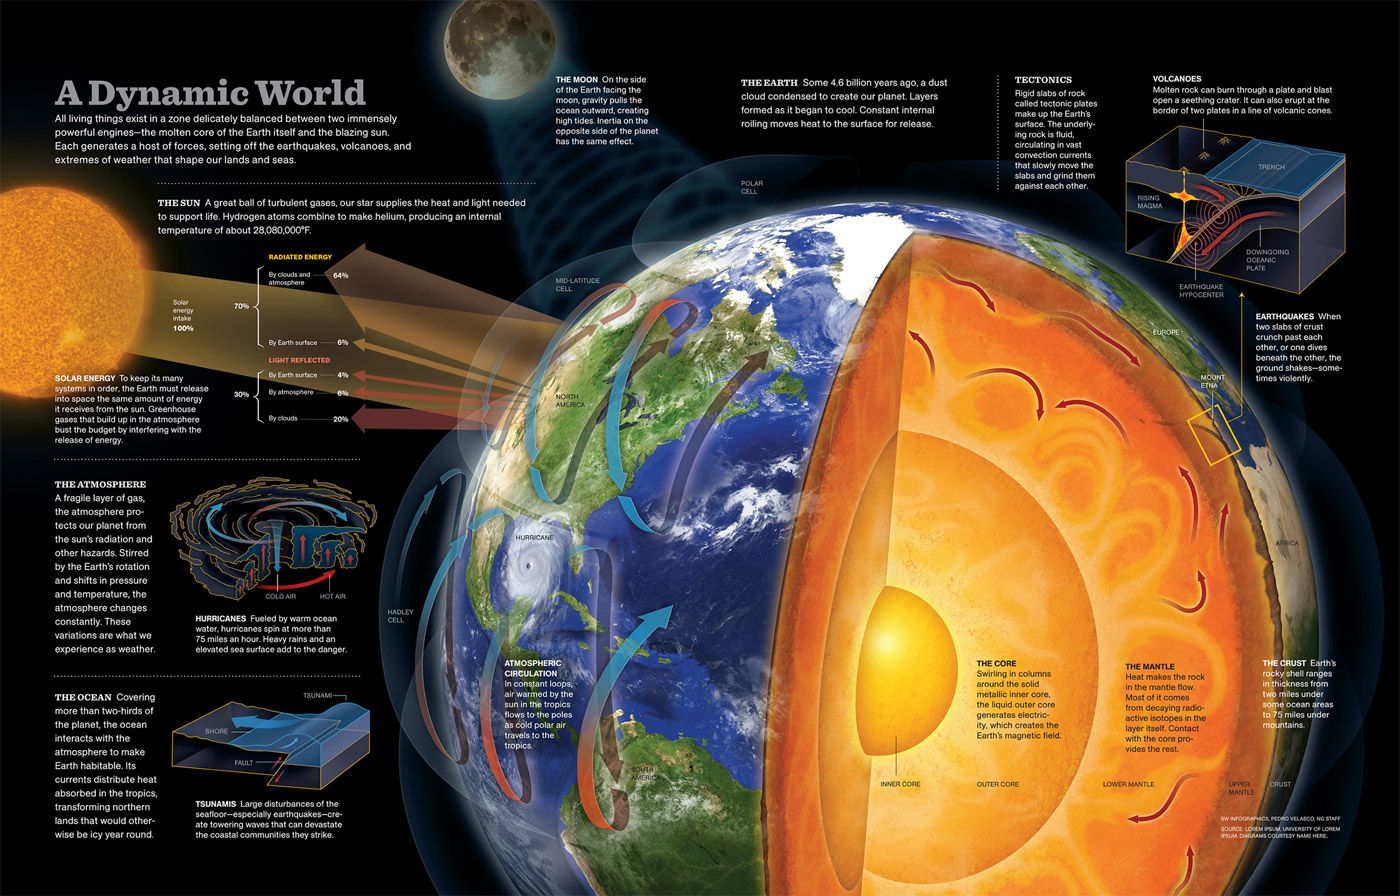 A Dynamic World
All living things exist in a zone delicately balanced between two immensely
powerful engines—the molten core of the Earth itself and the blazing sun.
Each generates a host of forces, setting off the earthquakes, volcanoes, and
extremes of weather that shape our lands and seas.
THE SUN A great ball of turbulent gases, our star supplies the heat and light needed
to support life. Hydrogen atoms combine to make helium, producing an internal
temperature of about 28,080,000°F.
RADIATED ENERGY
By clouds and
atmosphere
64%
70%
By Earth surface
6%
Solar
energy
intake
100%
LIGHT REFLECTED
By Earth surface
4%
30%
By atmosphere
6%
By clouds
20%
SOLAR ENERGY To keep its many
systems in order, the Earth must release
into space the same amount of energy
it receives from the sun. Greenhouse
gases that build up in the atmosphere
bust the budget by interfering with the
release of energy.
THE ATMOSPHERE
A fragile layer of gas,
the atmosphere pro-
tects our planet from
the sun's radiation and
other hazards. Stirred
by the Earth's rotation
and shifts in pressure
and temperature, the
atmosphere changes
constantly. These
variations are what we
experience as weather.
COLD AIR
HOT AIR
HURRICANES Fueled by warm ocean
water, hurricanes spin at more than
75 miles an hour. Heavy rains and an
elevated sea surface add to the danger.
THE OCEAN Covering
more than two-hirds of
the planet, the ocean
interacts with the
atmosphere to make
Earth habitable. Its
currents distribute heat
absorbed in the tropics,
transforming northern
lands that would other-
wise be icy year round.
TSUNAMI
SHORE
FAULT
TSUNAMIS Large disturbances of the
seafloor—especially earthquakes—cre-
ate towering waves that can devastate
the coastal communities they strike.
THE MOON On the side
of the Earth facing the
moon, gravity pulls the
ocean outward, creating
high tides. Inertia on the
opposite side of the planet
has the same effect.
THE EARTH Some 4.6 billion years ago, a dust
cloud condensed to create our planet. Layers
formed as it began to cool. Constant internal
roiling moves heat to the surface for release.
TECTONICS
Rigid slabs of rock
called tectonic plates
make up the Earth's
surface. The underly-
ing rock is fluid,
circulating in vast
convection currents
that slowly move the
slabs and grind them
against each other.
VOLCANOES
Molten rock can burn through a plate and blast
open a seething crater. It can also erupt at the
border of two plates in a line of volcanic cones.
TRENCH
RISING
MAGMA
DOWNGOING
OCEANIC
PLATE
EARTHQUAKE
HYPOCENTER
EARTHQUAKES When
two slabs of crust
crunch past each
other, or one dives
beneath the other, the
ground shakes—some-
times violently.
POLAR
CELL
MID-LATITUDE
CELL
HADLEY
CELL
NORTH
AMERICA
HURRICANE
SOUTH
AMERICA
EUROPE
MOUNT
ETNA
AFRICA
ATMOSPHERIC
CIRCULATION
In constant loops,
air warmed by the
sun in the tropics
flows to the poles
as cold polar air
travels to the
tropics.
THE CORE
Swirling in columns
around the solid
metallic inner core,
the liquid outer core
generates electric-
ity, which creates the
Earth's magnetic field.
THE MANTLE
Heat makes the rock
in the mantle flow.
Most of it comes
from decaying radio-
active isotopes in the
layer itself. Contact
with the core pro-
vides the rest.
THE CRUST Earth's
rocky shell ranges
in thickness from
two miles under
some ocean areas
to 75 miles under
mountains.
INNER CORE
OUTER CORE
LOWER MANTLE
UPPER
MANTLE
CRUST
5W INFOGRAPHICS, PEDRO VELASCO, NG STAFF
SOURCE: LOREM IPSUM, UNIVERSITY OF LOREM
IPSUM, DIAGRAMS COURTESY NAME HERE,